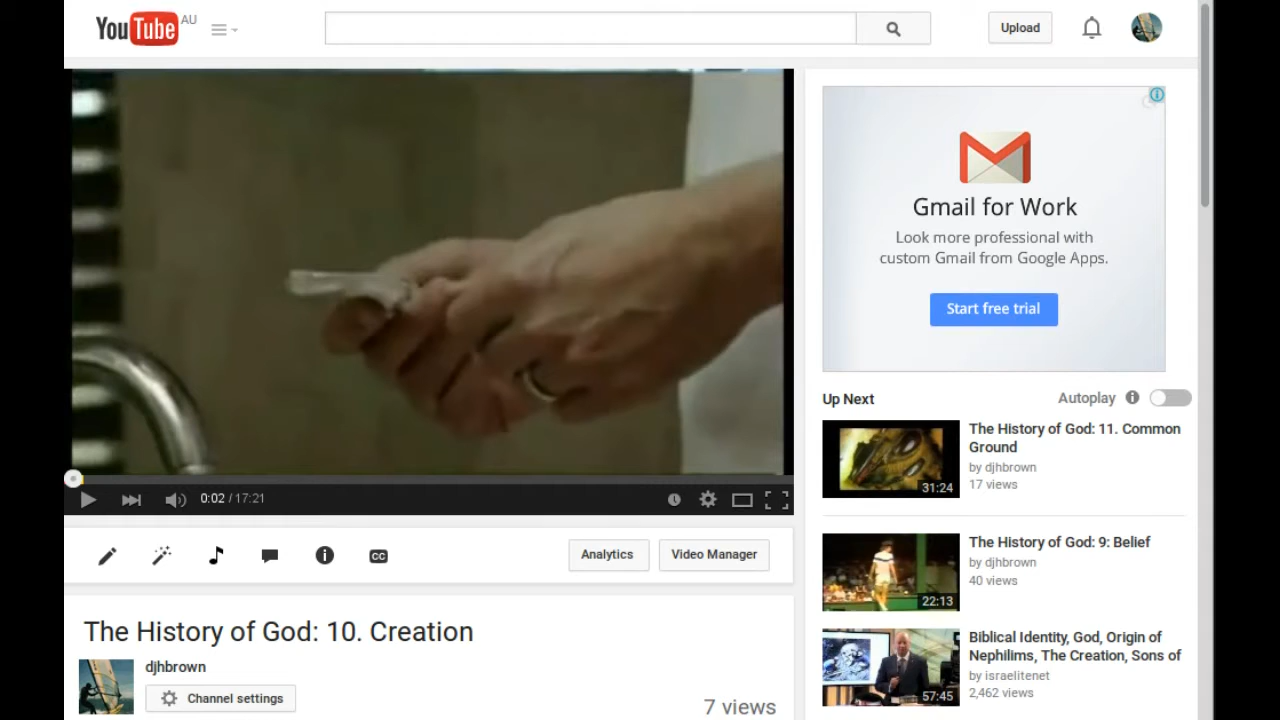 YouTube AU
Upload
Gmail for Work
Look more professional with
custom Gmail from Google Apps.
Start free trial
0:02 / 17:21
Up Next
Autoplay
The History of God: 11. Common
Ground
by djhbrown
17 views
31:24
The History of God: 9: Belief
by djhbrown
40 views
22:13
Biblical Identity, God, Origin of
Nephilims, The Creation, Sons of
by israelitenet
2,462 views
57:45
CC
Analytics
Video Manager
The History of God: 10. Creation
djhbrown
Channel settings
7 views